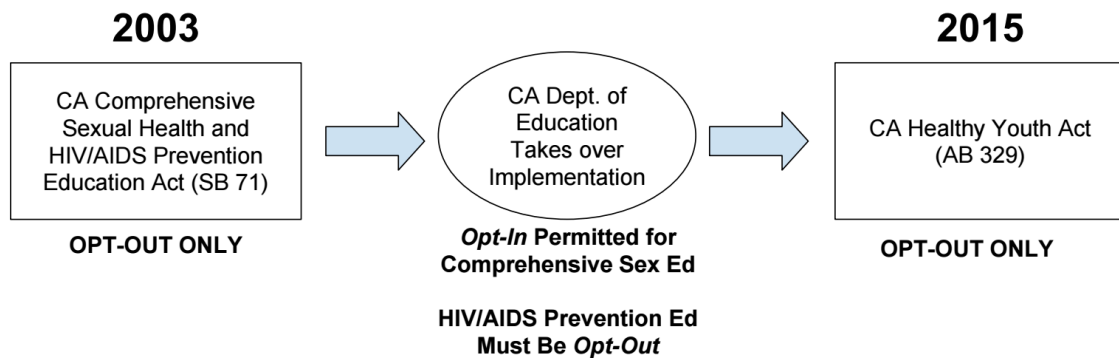 2003
CA Comprehensive
Sexual Health and
HIV/AIDS Prevention
Education Act (SB 71)
OPT-OUT ONLY
CA Dept. of
Education
Takes over
Implementation
Opt-In Permitted for
Comprehensive Sex Ed
HIV/AIDS Prevention Ed
Must Be Opt-Out
2015
CA Healthy Youth Act
(AB 329)
OPT-OUT ONLY